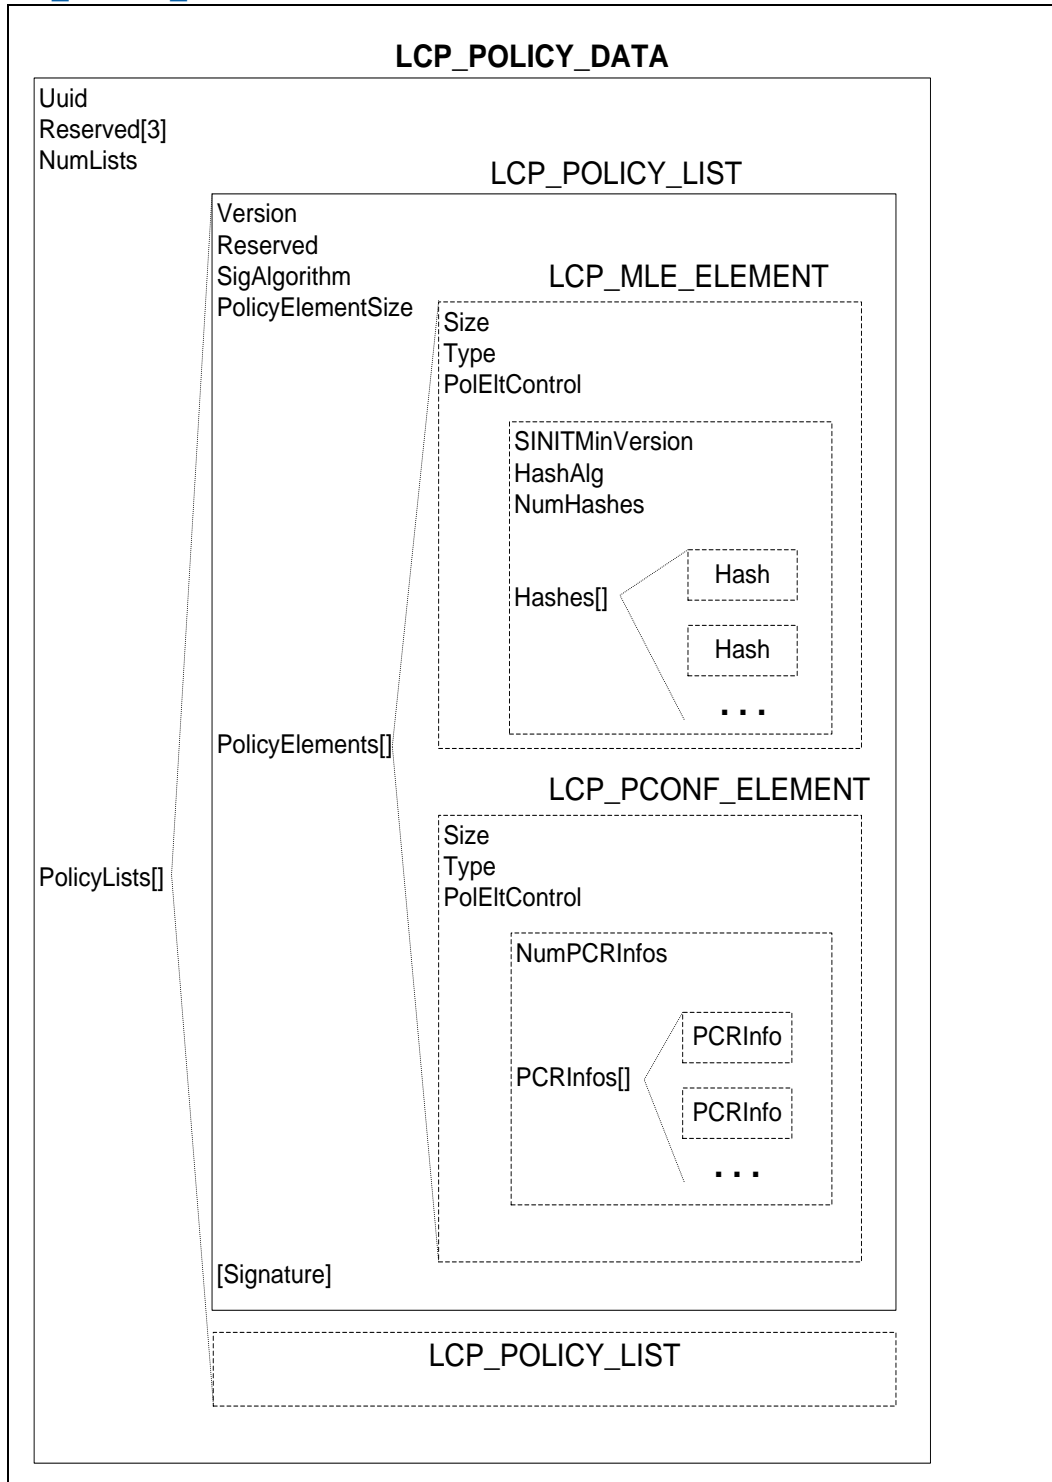 LCP_POLICY_DATA
Uuid
Reserved[3]
NumLists
LCP_POLICY_LIST
Version
Reserved
SigAlgorithm
PolicyElementSize
LCP_MLE_ELEMENT
Size
Type
PolEltControl
SINITMinVersion
HashAlg
NumHashes
Hashes[]
Hash
Hash
. . .
PolicyElements[]
LCP_PCONF_ELEMENT
Size
Type
PolEltControl
PolicyLists[]
NumPCRInfos
PCRInfos[]
PCRInfo
PCRInfo
. . .
[Signature]
LCP_POLICY_LIST